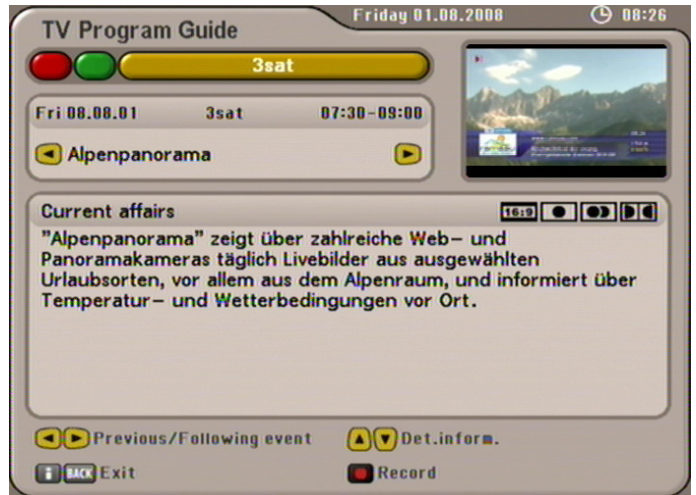 Friday 01.08.2008 08:26
TV Program Guide
3sat
Fri 08.08.01 3sat 07:30-09:00
Alpenpanorama
Current affairs 16:9
"Alpenpanorama" zeigt über zahlreiche Web- und
Panoramakameras täglich Livebilder aus ausgewählten
Urlaubsorten, vor allem aus dem Alpenraum, und informiert über
Temperatur- und Wetterbedingungen vor Ort.
Previous/Following event Det.inform.
i BACK Exit Record